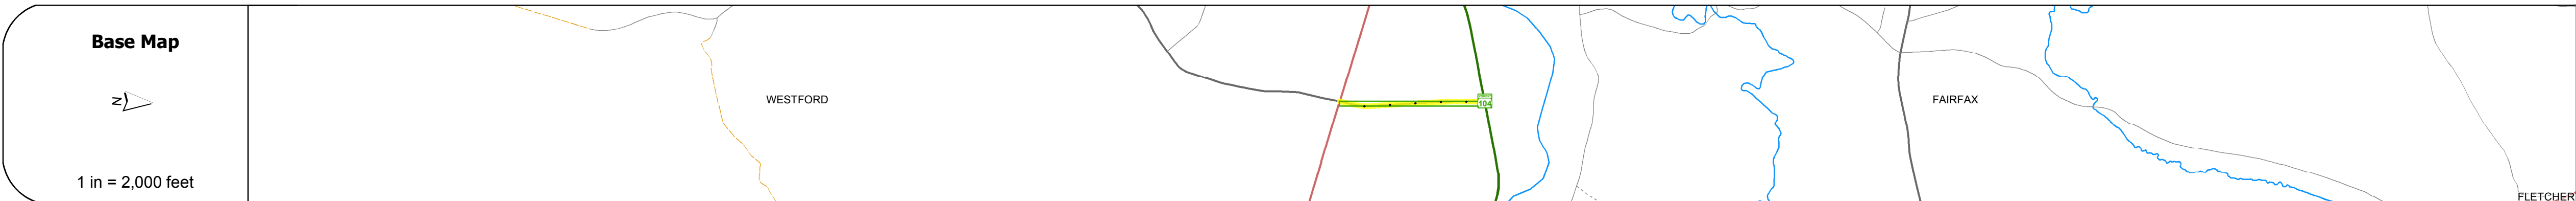 Base Map
N
1 in = 2,000 feet
WESTFORD
104
FAIRFAX
FLETCHER